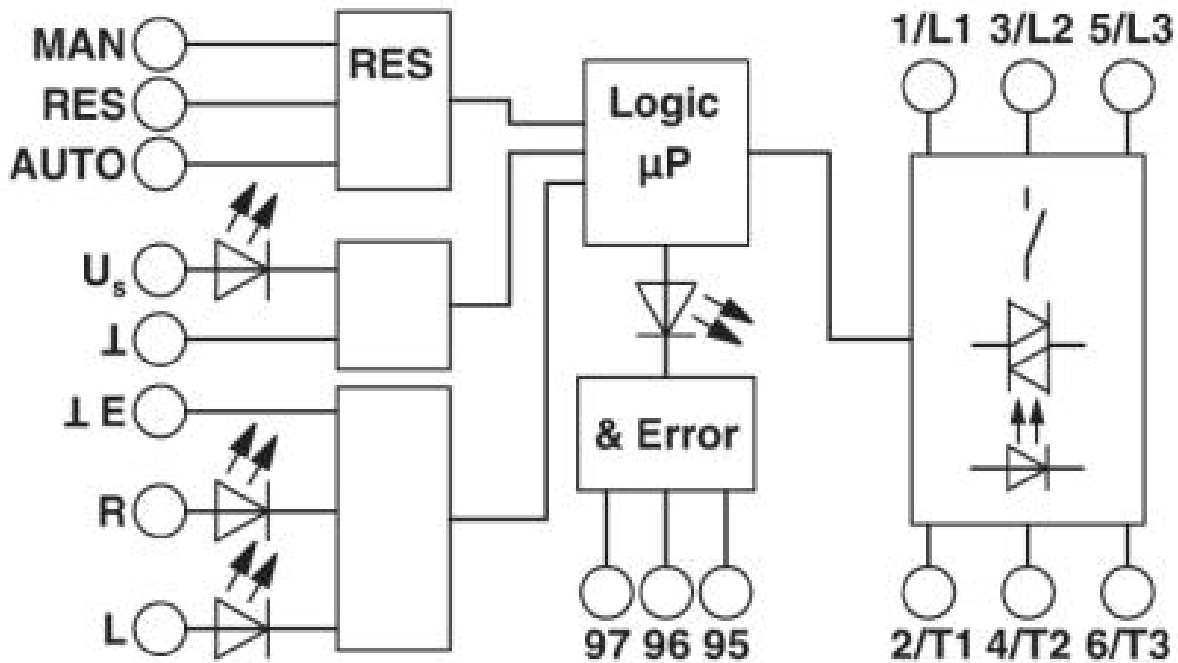 MAN
RES
AUTO
RES
Us
⊥
⊥ E
R
L
Logic
µP
& Error
97 96 95
1/L1 3/L2 5/L3
2/T1 4/T2 6/T3